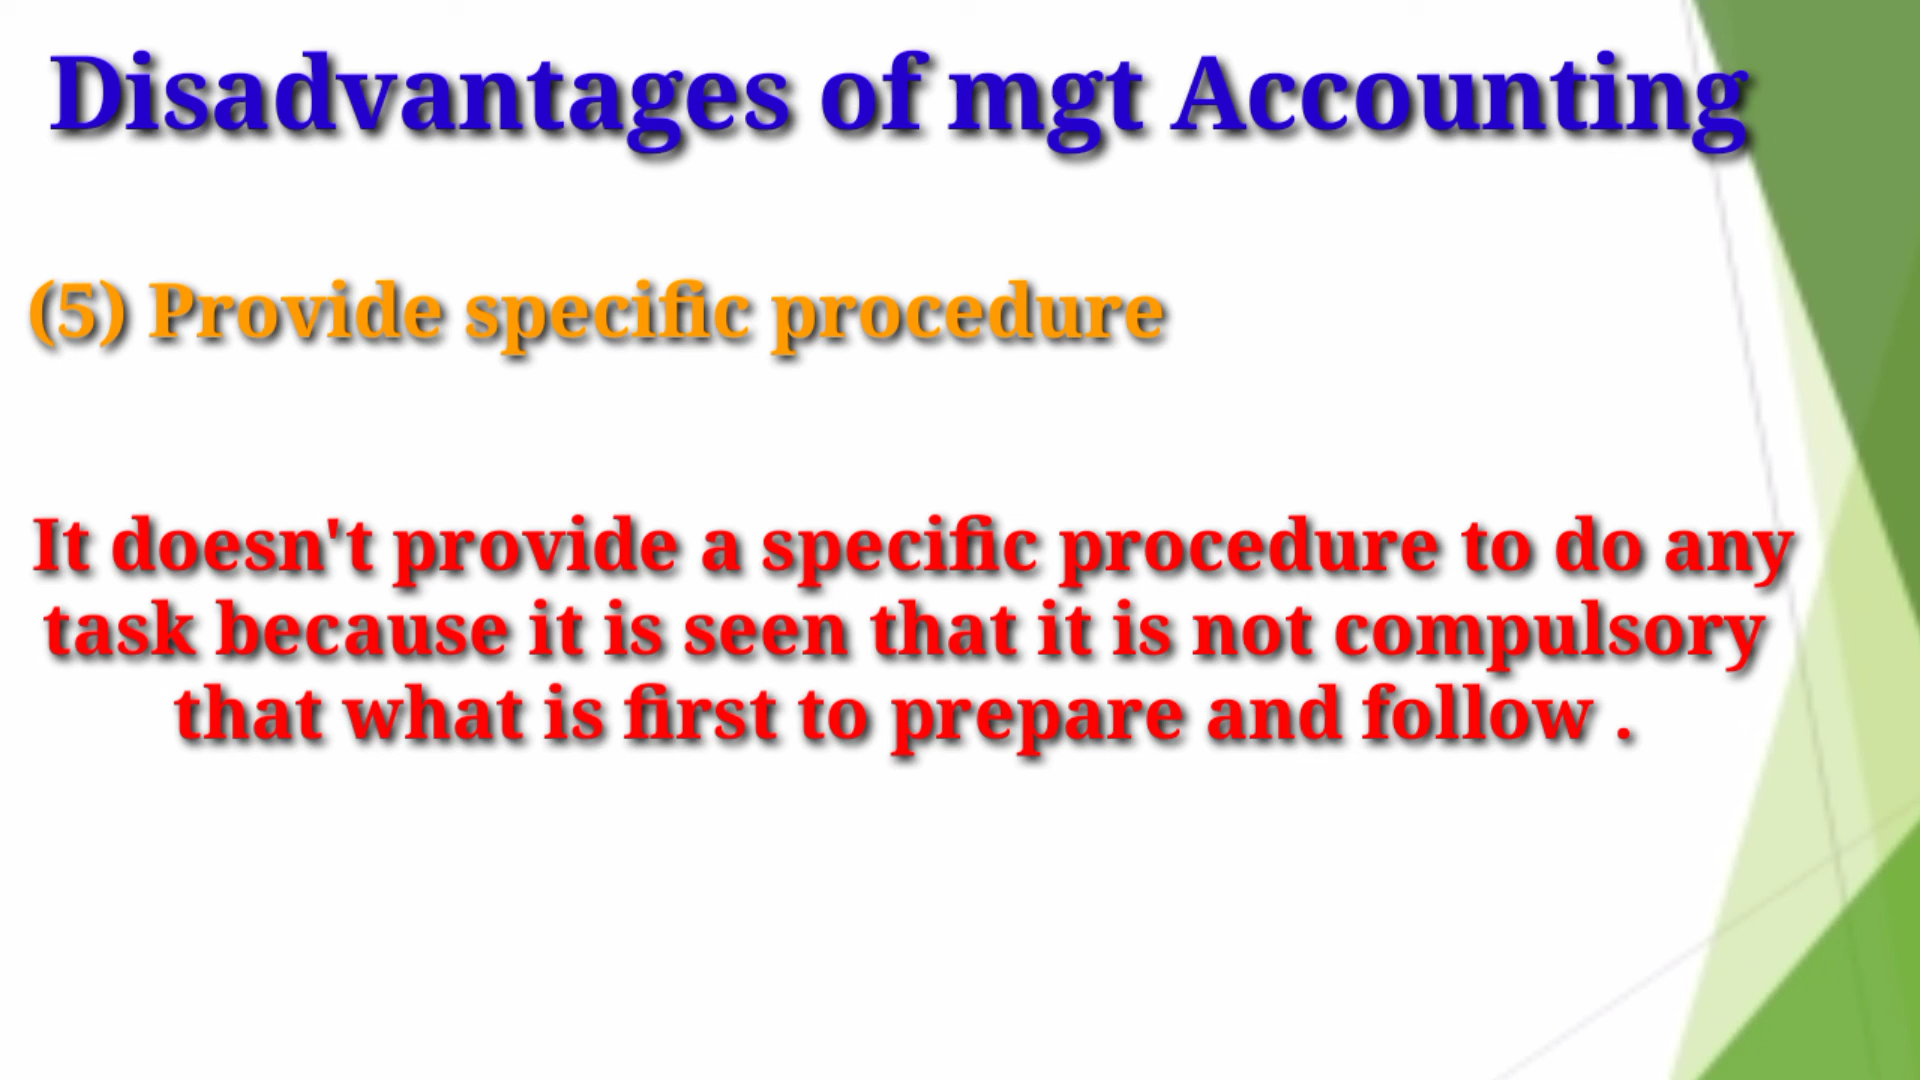 Disadvantages of mgt Accounting
(5) Provide specific procedure
It doesn't provide a specific procedure to do any
task because it is seen that it is not compulsory
that what is first to prepare and follow .